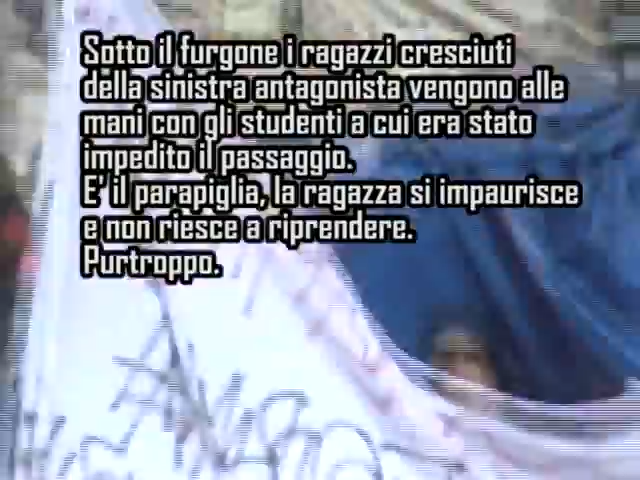 Sotto il furgone i ragazzi cresciuti
della sinistra antagonista vengono alle
mani con gli studenti a cui era stato
impedito il passaggio.
E' il parapiglia, la ragazza si impaurisce
e non riesce a riprendere.
Purtroppo.